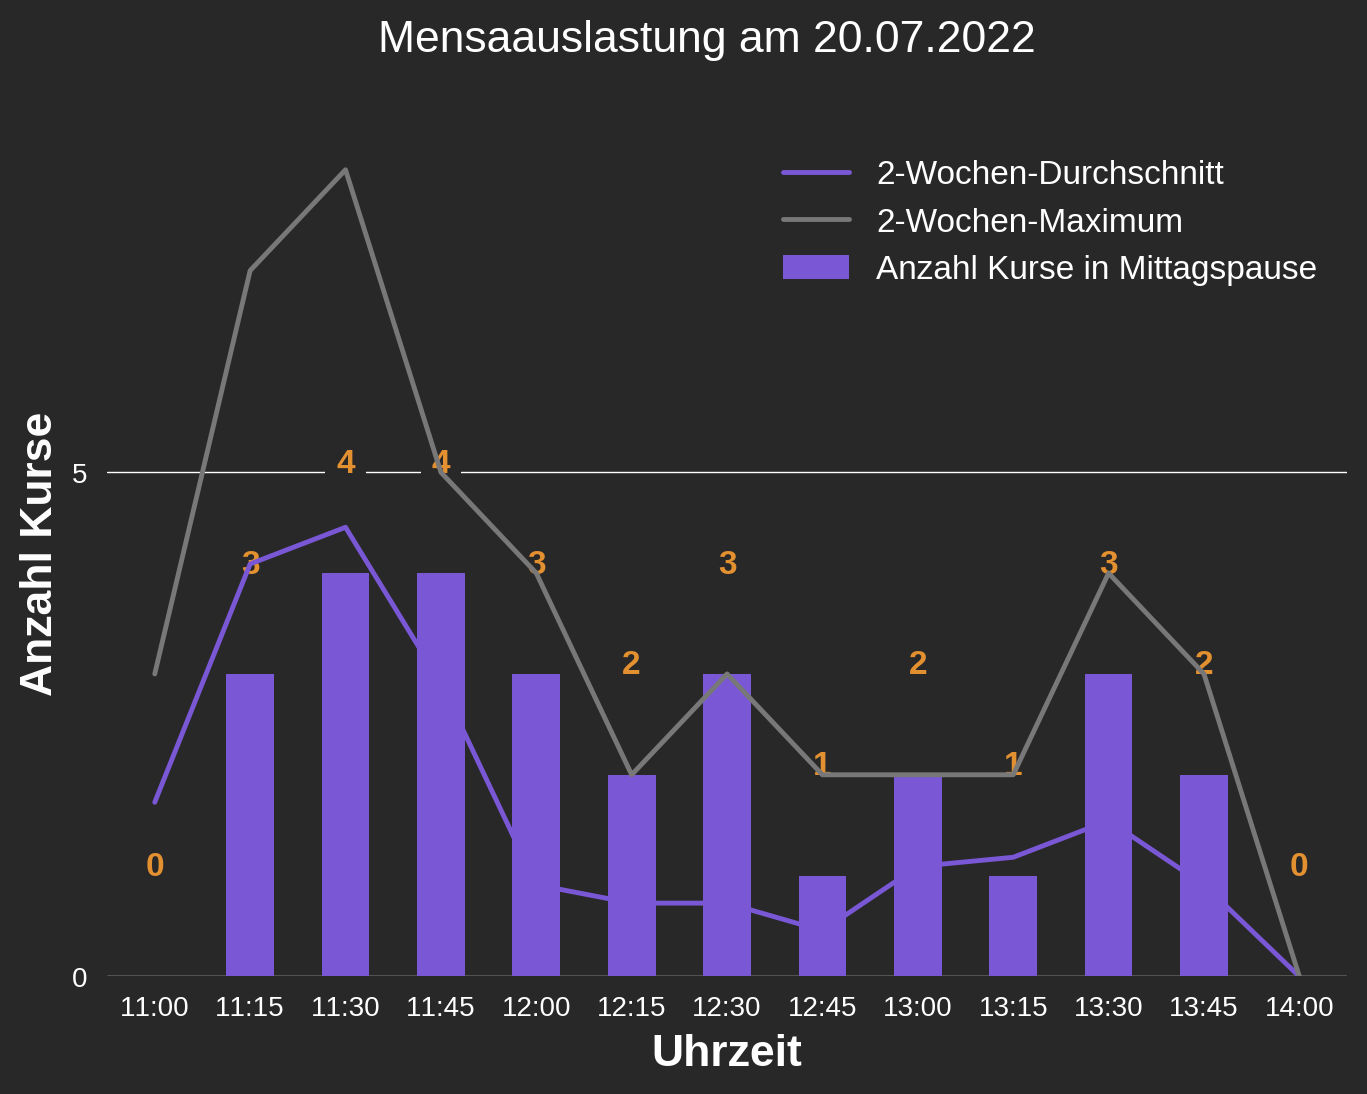 Mensaauslastung am 20.07.2022
2-Wochen-Durchschnitt
2-Wochen-Maximum
Anzahl Kurse in Mittagspause
Anzahl Kurse
5
0
4 4
3 3 3 3
2 2 2
1 1
0 0
11:00 11:15 11:30 11:45 12:00 12:15 12:30 12:45 13:00 13:15 13:30 13:45 14:00
Uhrzeit